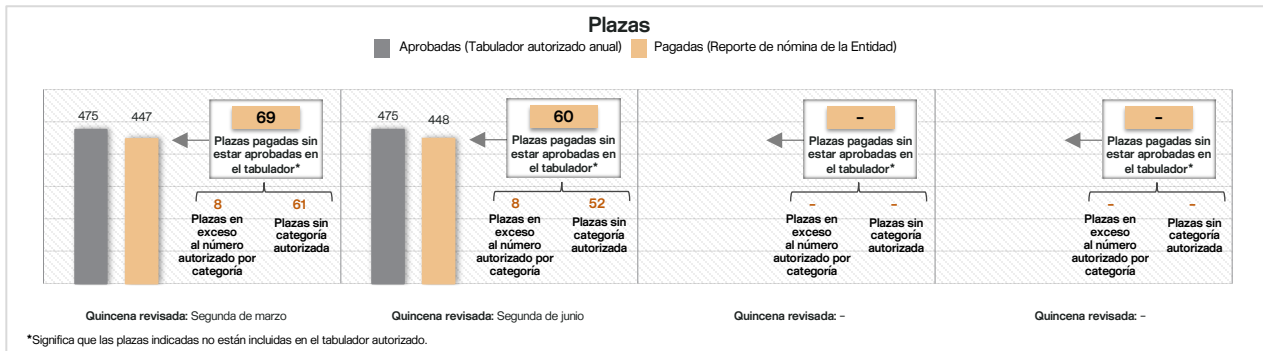 Plazas
Aprobadas (Tabulador autorizado anual) Pagadas (Reporte de nómina de la Entidad)
475
447
69
Plazas pagadas sin
estar aprobadas en
el tabulador*
8
61
Plazas en
exceso
al número
autorizado por
categoría
Plazas sin
categoría
autorizada
Quincena revisada: Segunda de marzo
475
448
60
Plazas pagadas sin
estar aprobadas en
el tabulador*
8
52
Plazas en
exceso
al número
autorizado por
categoría
Plazas sin
categoría
autorizada
Quincena revisada: Segunda de junio
–
Plazas pagadas sin
estar aprobadas en
el tabulador*
–
–
Plazas en
exceso
al número
autorizado por
categoría
Plazas sin
categoría
autorizada
Quincena revisada: –
–
Plazas pagadas sin
estar aprobadas en
el tabulador*
–
–
Plazas en
exceso
al número
autorizado por
categoría
Plazas sin
categoría
autorizada
Quincena revisada: –
*Significa que las plazas indicadas no están incluidas en el tabulador autorizado.